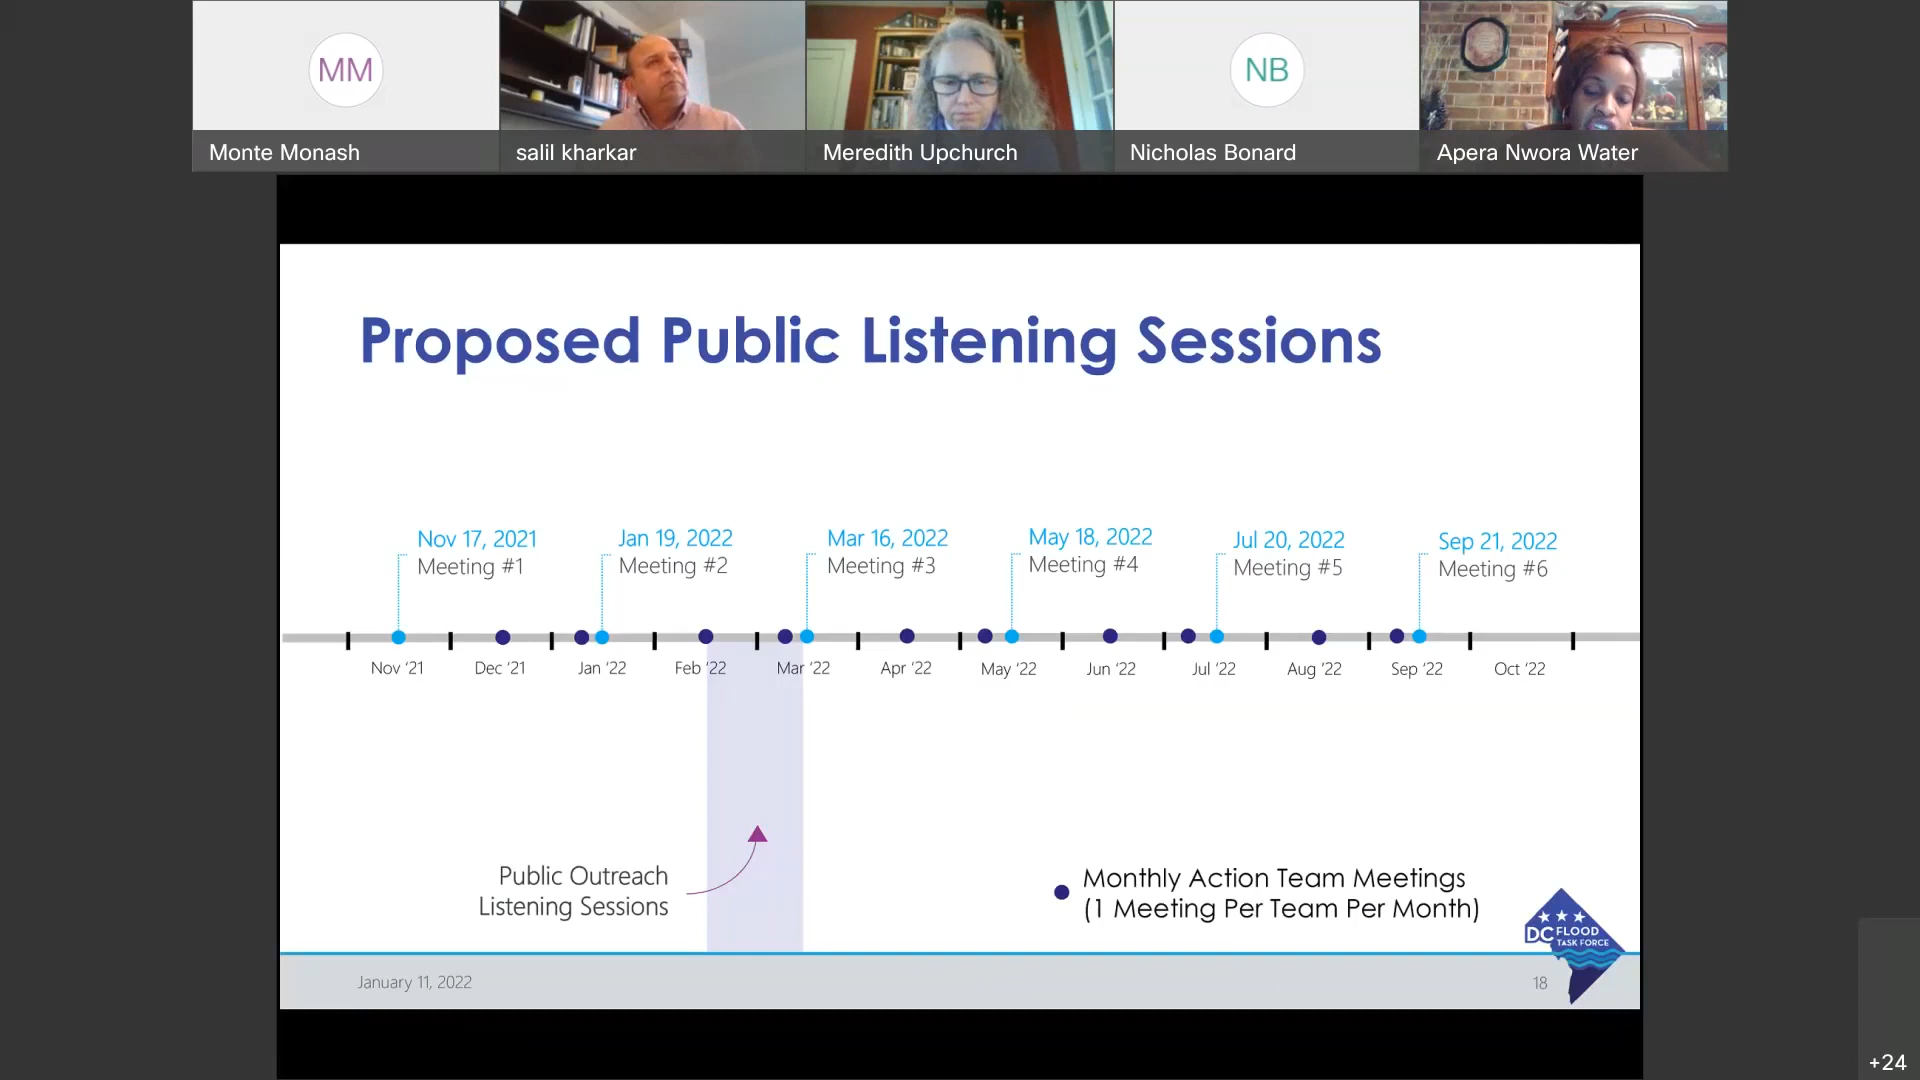 MM
NB
Monte Monash
salil kharkar
Meredith Upchurch
Nicholas Bonard
Apera Nwora Water
Proposed Public Listening Sessions
Nov 17, 2021
Meeting #1
Jan 19, 2022
Meeting #2
Mar 16, 2022
Meeting #3
May 18, 2022
Meeting #4
Jul 20, 2022
Meeting #5
Sep 21, 2022
Meeting #6
Nov ‘21
Dec ‘21
Jan ‘22
Feb ‘22
Mar ‘22
Apr ‘22
May ‘22
Jun ‘22
Jul ‘22
Aug ‘22
Sep ‘22
Oct ‘22
Public Outreach
Listening Sessions
Monthly Action Team Meetings
(1 Meeting Per Team Per Month)
DC FLOOD
TASK FORCE
January 11, 2022
18
+24